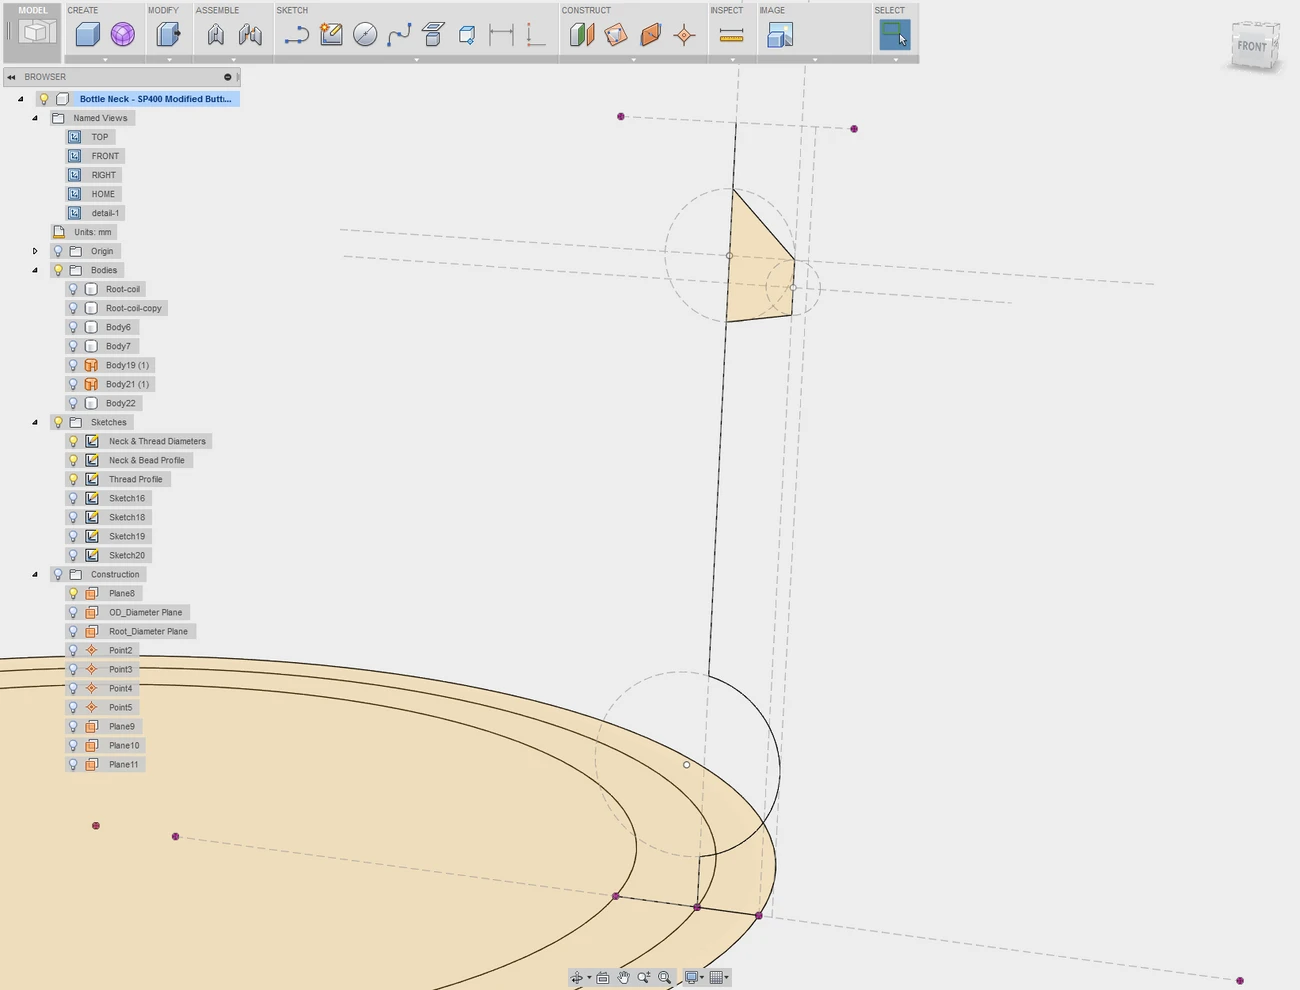 MODEL
CREATE
MODIFY
ASSEMBLE
SKETCH
CONSTRUCT
INSPECT
IMAGE
SELECT
FRONT
BROWSER
Bottle Neck - SP400 Modified Butt...
Named Views
TOP
FRONT
RIGHT
HOME
detail-1
Units: mm
Origin
Bodies
Root-coil
Root-coil-copy
Body6
Body7
Body19 (1)
Body21 (1)
Body22
Sketches
Neck & Thread Diameters
Neck & Bead Profile
Thread Profile
Sketch16
Sketch18
Sketch19
Sketch20
Construction
Plane8
OD_Diameter Plane
Root_Diameter Plane
Point2
Point3
Point4
Point5
Plane9
Plane10
Plane11